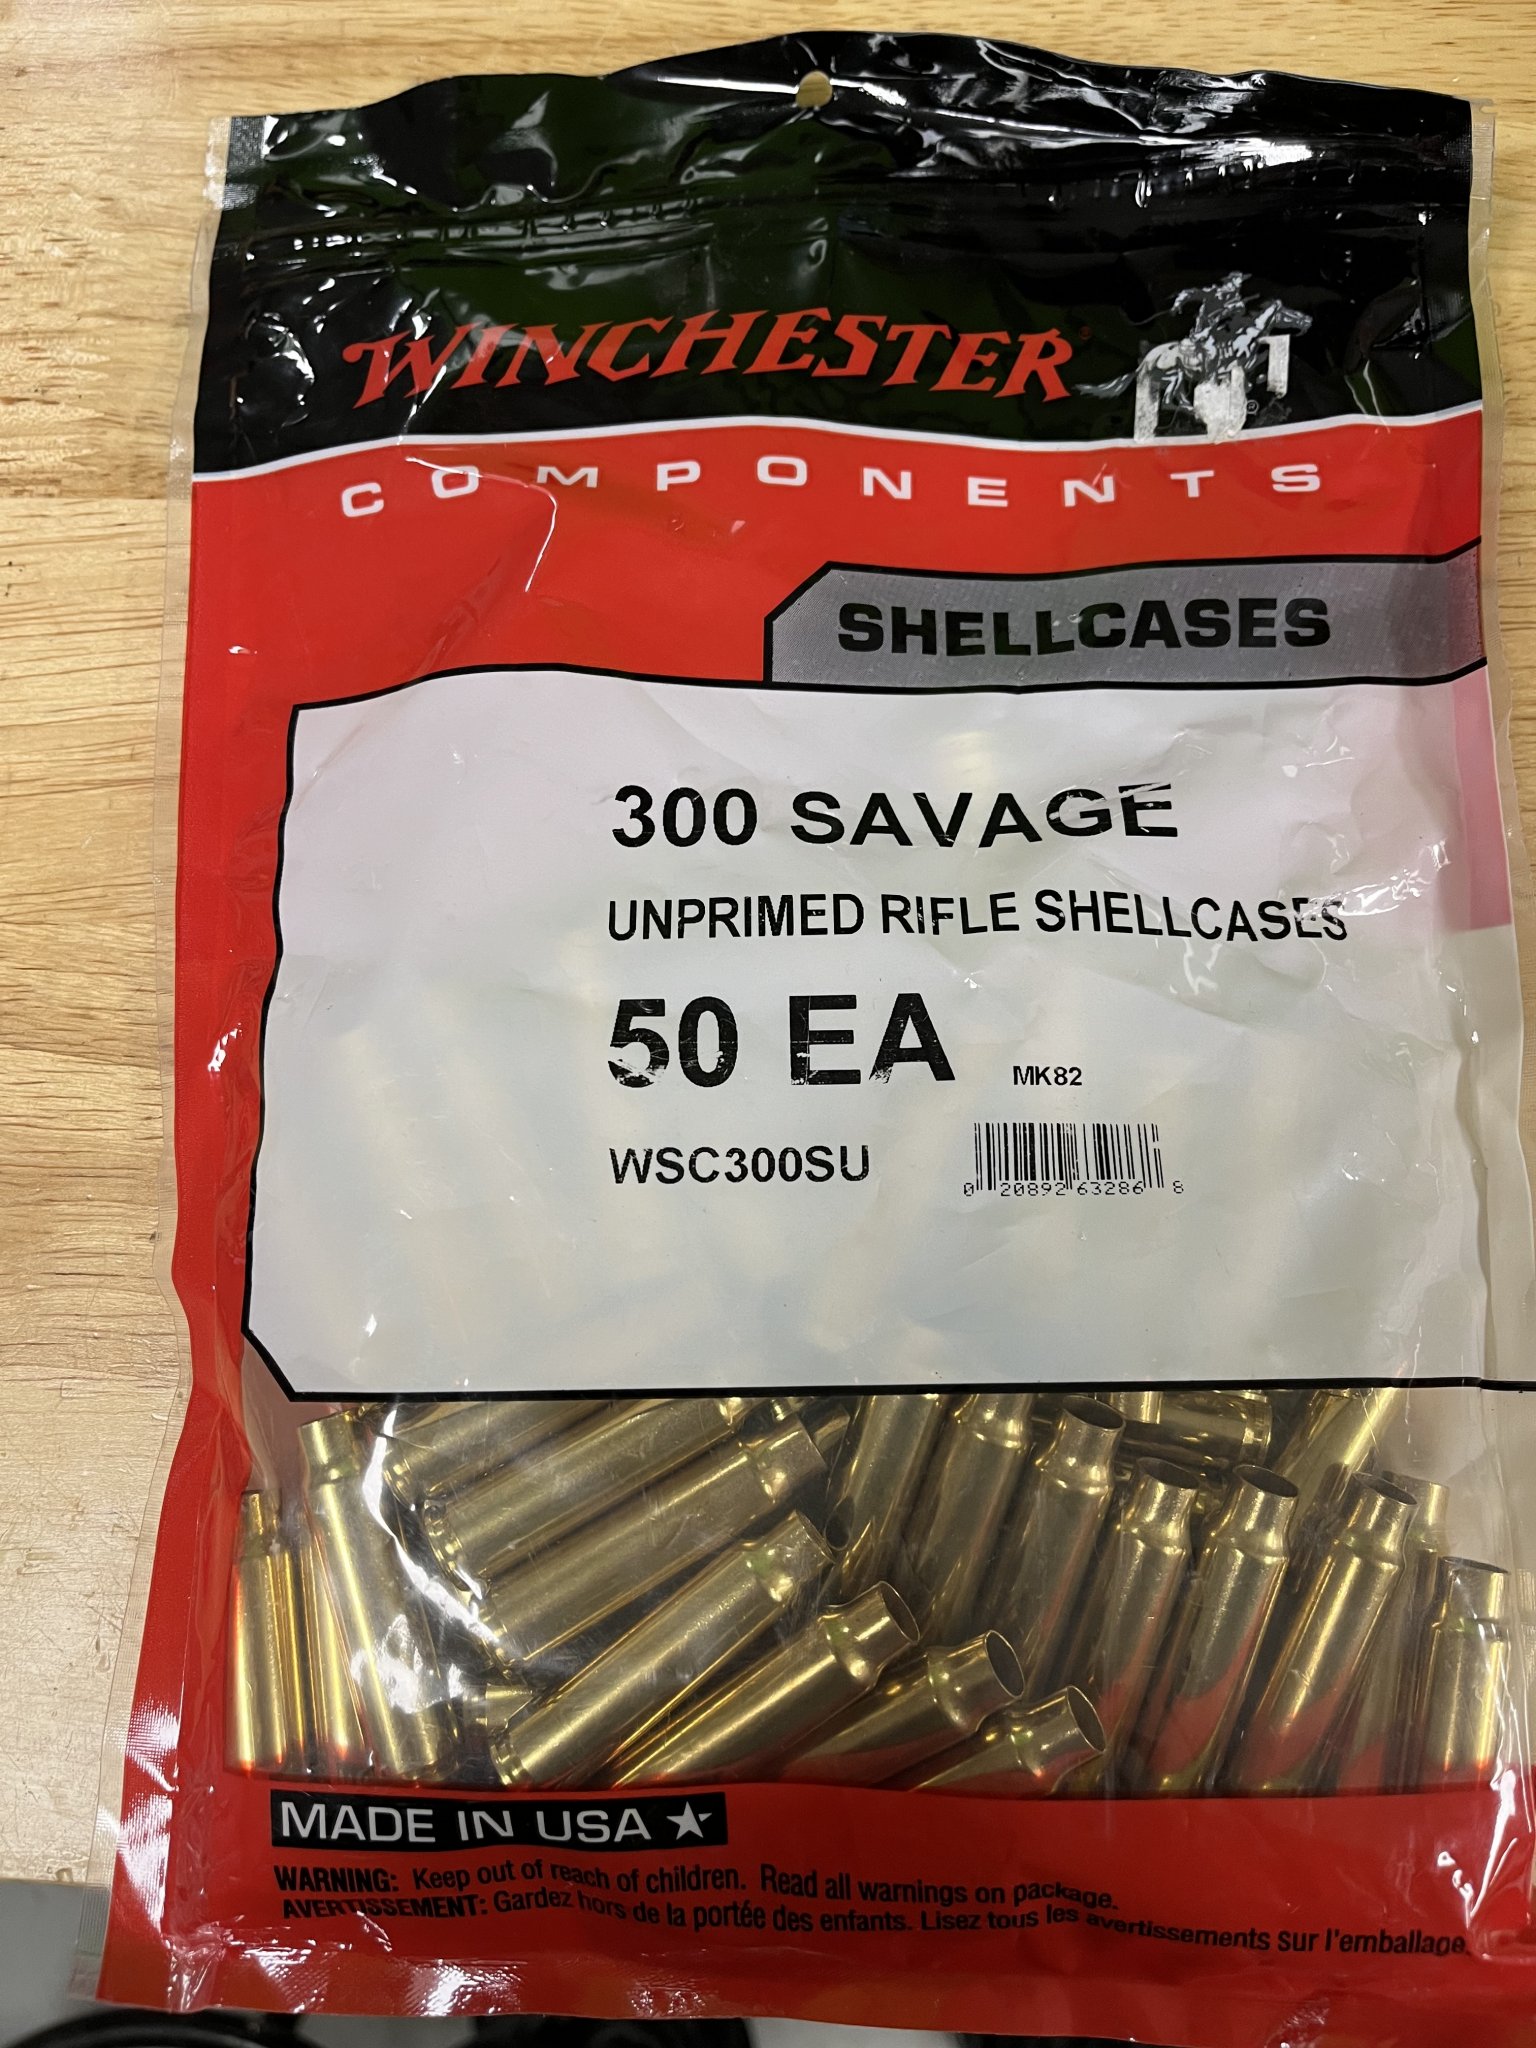 WINCHESTER®
COMPONENTS
SHELLCASES
300 SAVAGE
UNPRIMED RIFLE SHELLCASES
50 EA
MK82
WSC300SU
0 20892 63286 8
MADE IN USA
WARNING: Keep out of reach of children. Read all warnings on package.
AVERTISSEMENT: Gardez hors de la portée des enfants. Lisez tous les avertissements sur l'emballage.